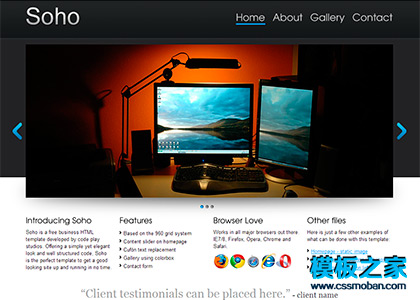 Soho
Home About Gallery Contact
Introducing Soho
Soho is a free business HTML
template developed by code play
studios. Offering a simple yet elegant
look and well structured code. Soho
is the perfect template to get a good
looking site up and running in no time.
Features
Based on the 960 grid system
Content slider on homepage
Cufon text replacement
Gallery using colorbox
Contact form
Browser Love
Works in all major browsers out there
IE7/8, Firefox, Opera, Chrome and
Safari.
Other files
Here is just a few other examples of
what can be done with this template
Homepage - static image
模板之家
www.cssmoban.com
“Client testimonials can be placed here.” - client name